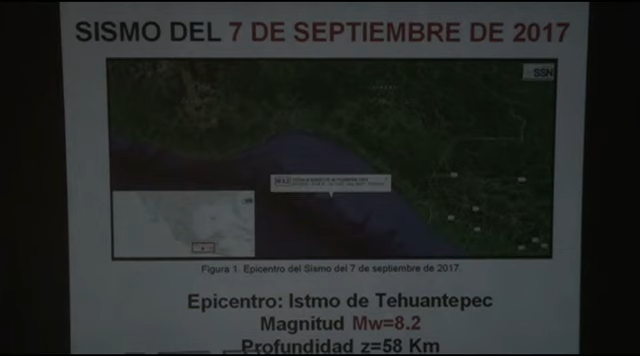 SISMO DEL 7 DE SEPTIEMBRE DE 2017
SSN
Figura 1. Epicentro del Sismo del 7 de septiembre de 2017.
Epicentro: Istmo de Tehuantepec
Magnitud Mw=8.2
Profundidad z=58 Km